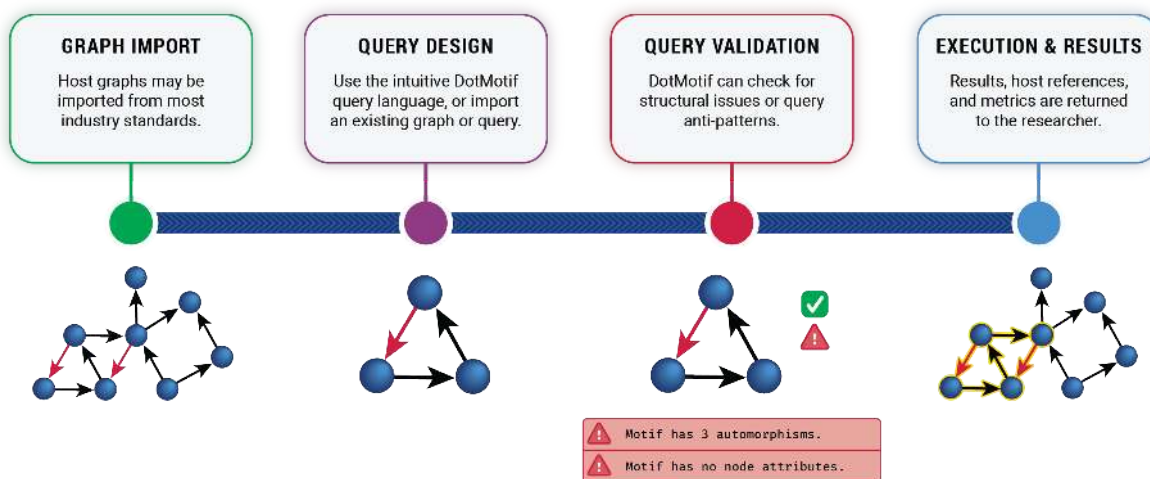 GRAPH IMPORT
Host graphs may be
imported from most
industry standards.
QUERY DESIGN
Use the intuitive DotMotif
query language, or import
an existing graph or query.
QUERY VALIDATION
DotMotif can check for
structural issues or query
anti-patterns.
EXECUTION & RESULTS
Results, host references,
and metrics are returned
to the researcher.
Motif has 3 automorphisms.
Motif has no node attributes.